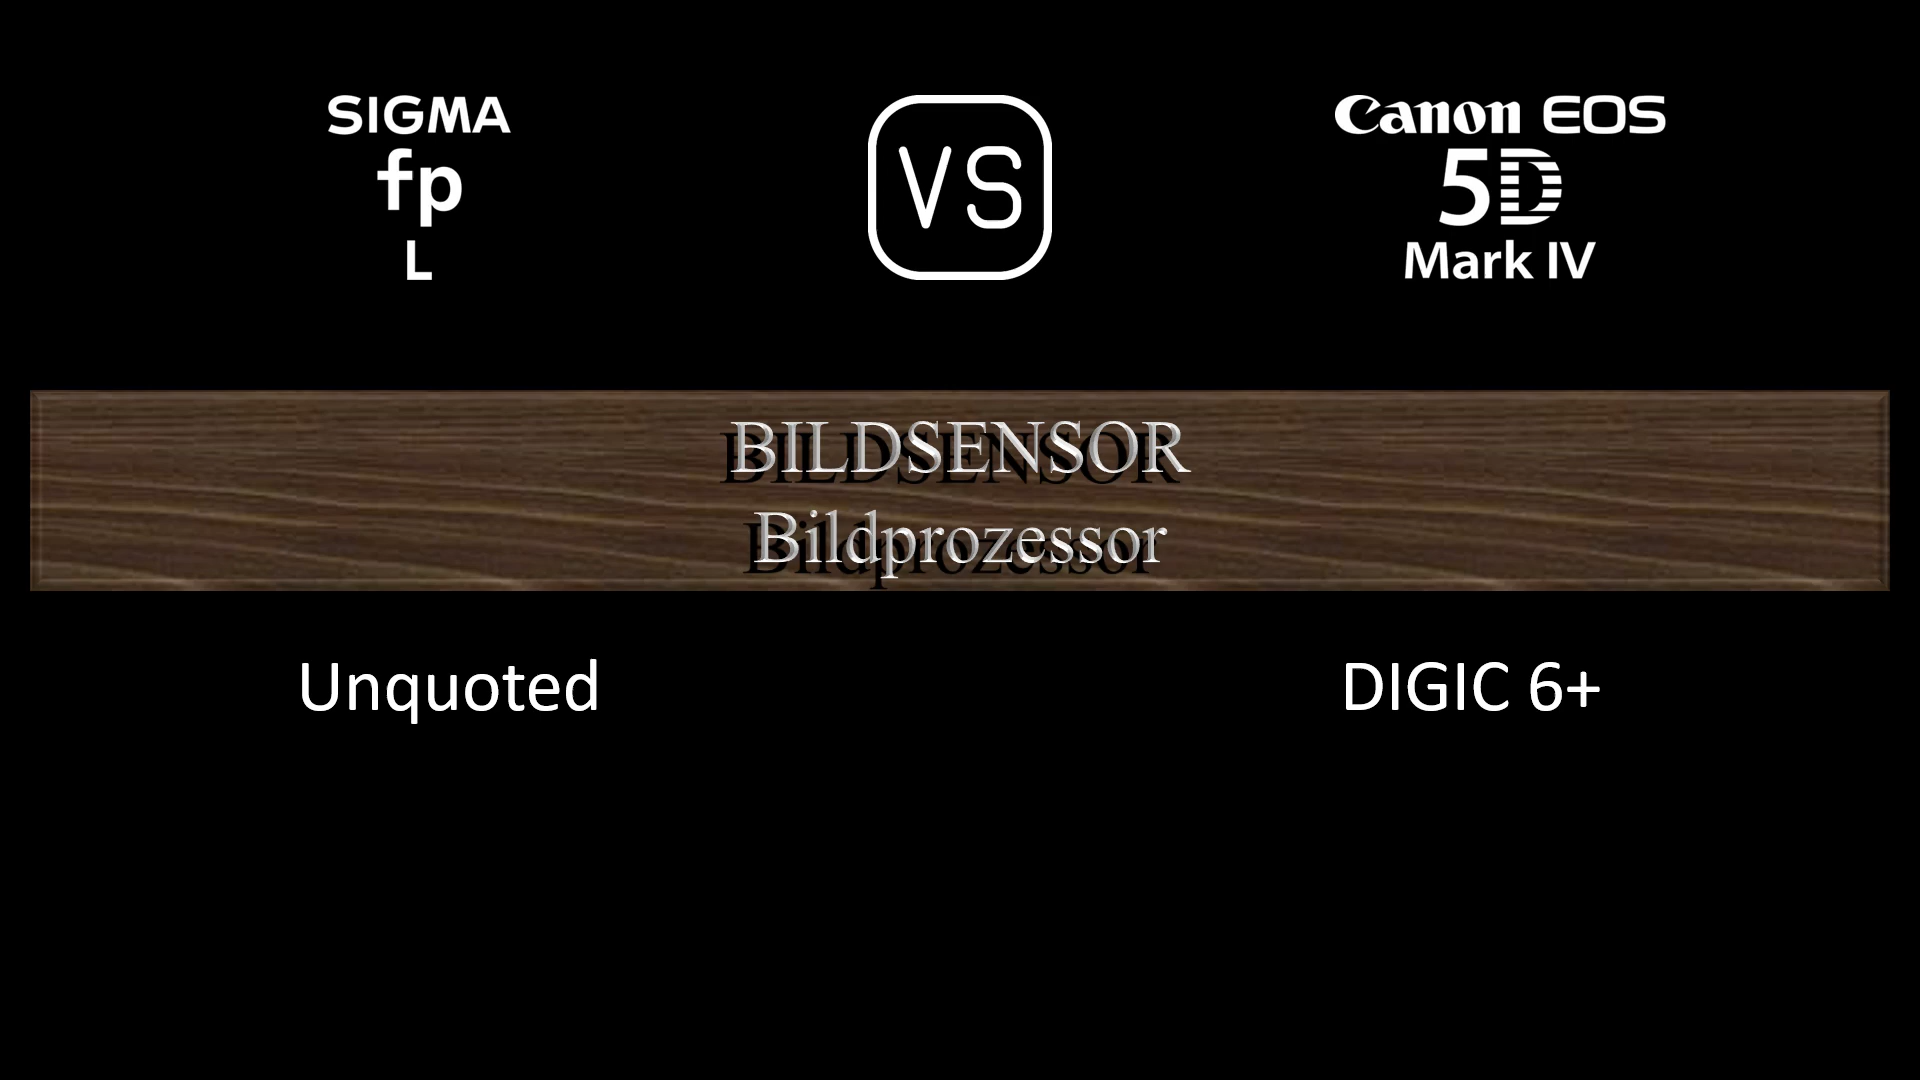 SIGMA
fp
L
VS
Canon EOS
5D
Mark IV
BILDSENSOR
Bildprozessor
Unquoted
DIGIC 6+